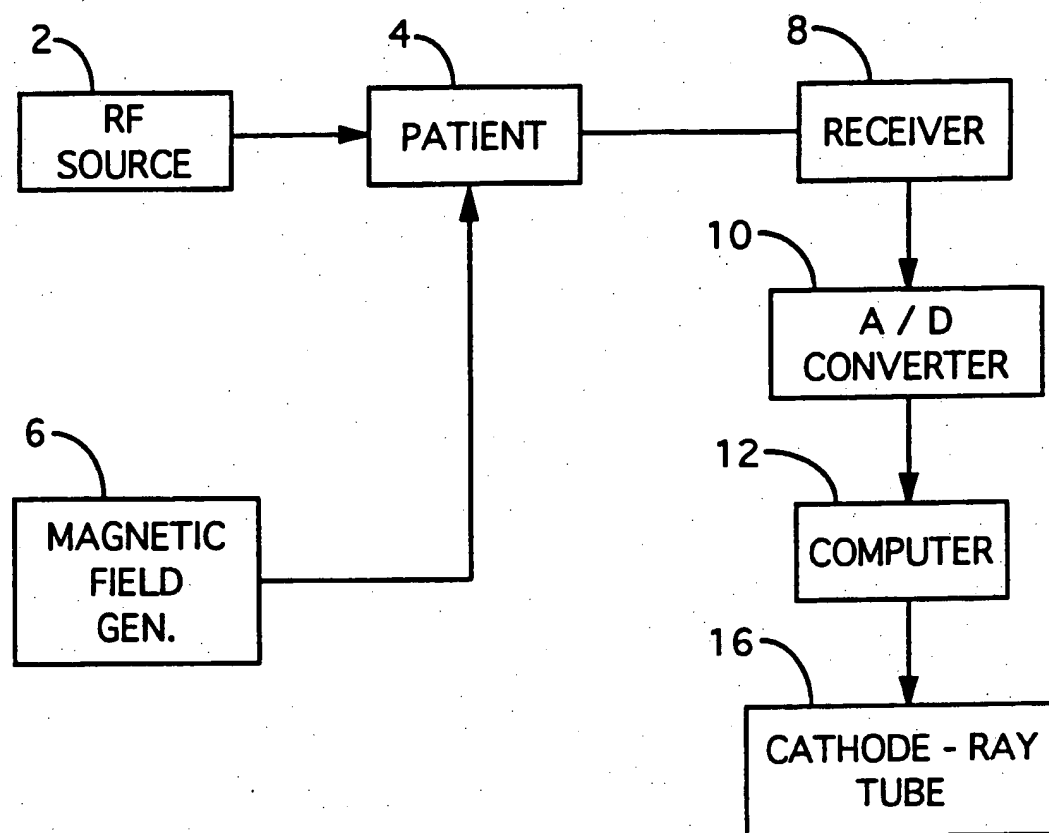 2
RF
SOURCE
4
PATIENT
8
RECEIVER
10
A / D
CONVERTER
6
MAGNETIC
FIELD
GEN.
12
COMPUTER
16
CATHODE - RAY
TUBE